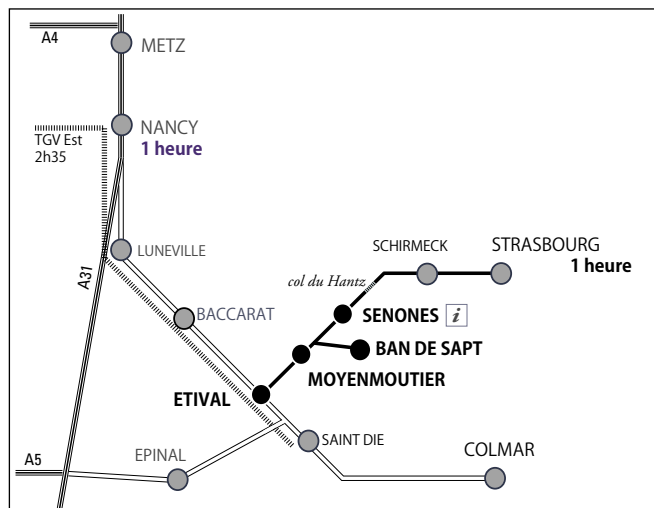 A4
METZ
TGV Est
2h35
NANCY
1 heure
A31
LUNEVILLE
SCHIRMECK
STRASBOURG
1 heure
col du Hantz
BACCARAT
SENONES i
BAN DE SAPT
MOYENMOUTIER
ETIVAL
SAINT DIE
EPINAL
COLMAR
A5